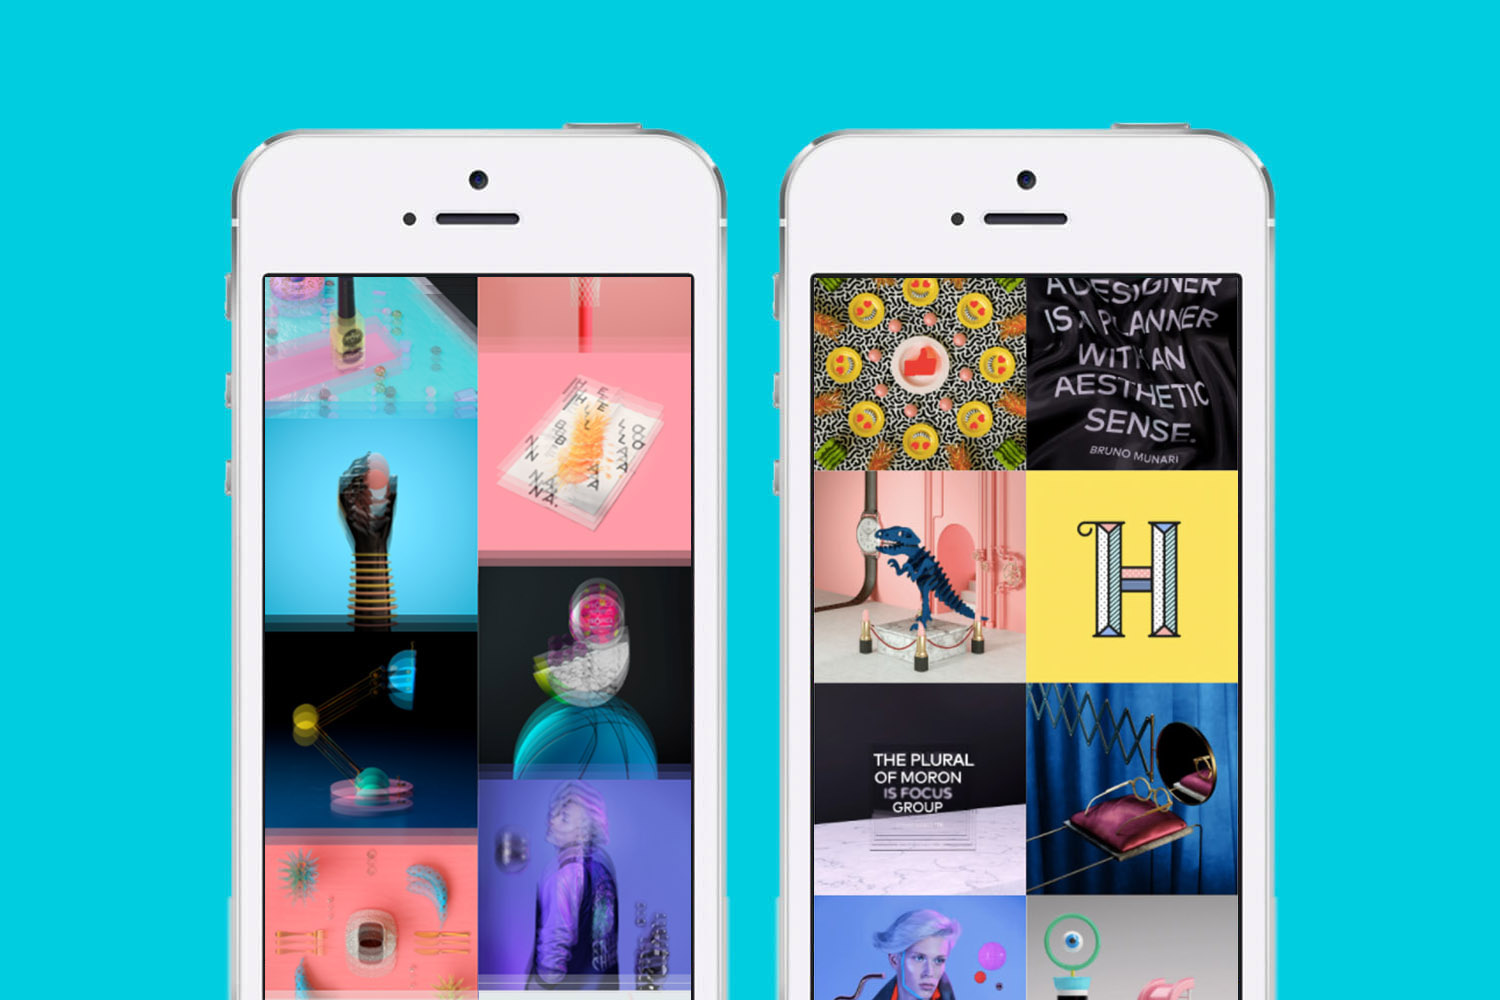 A DESIGNER
IS A PLANNER
WITH AN
AESTHETIC
SENSE.
BRUNO MUNARI
H
THE PLURAL
OF MORON
IS FOCUS
GROUP